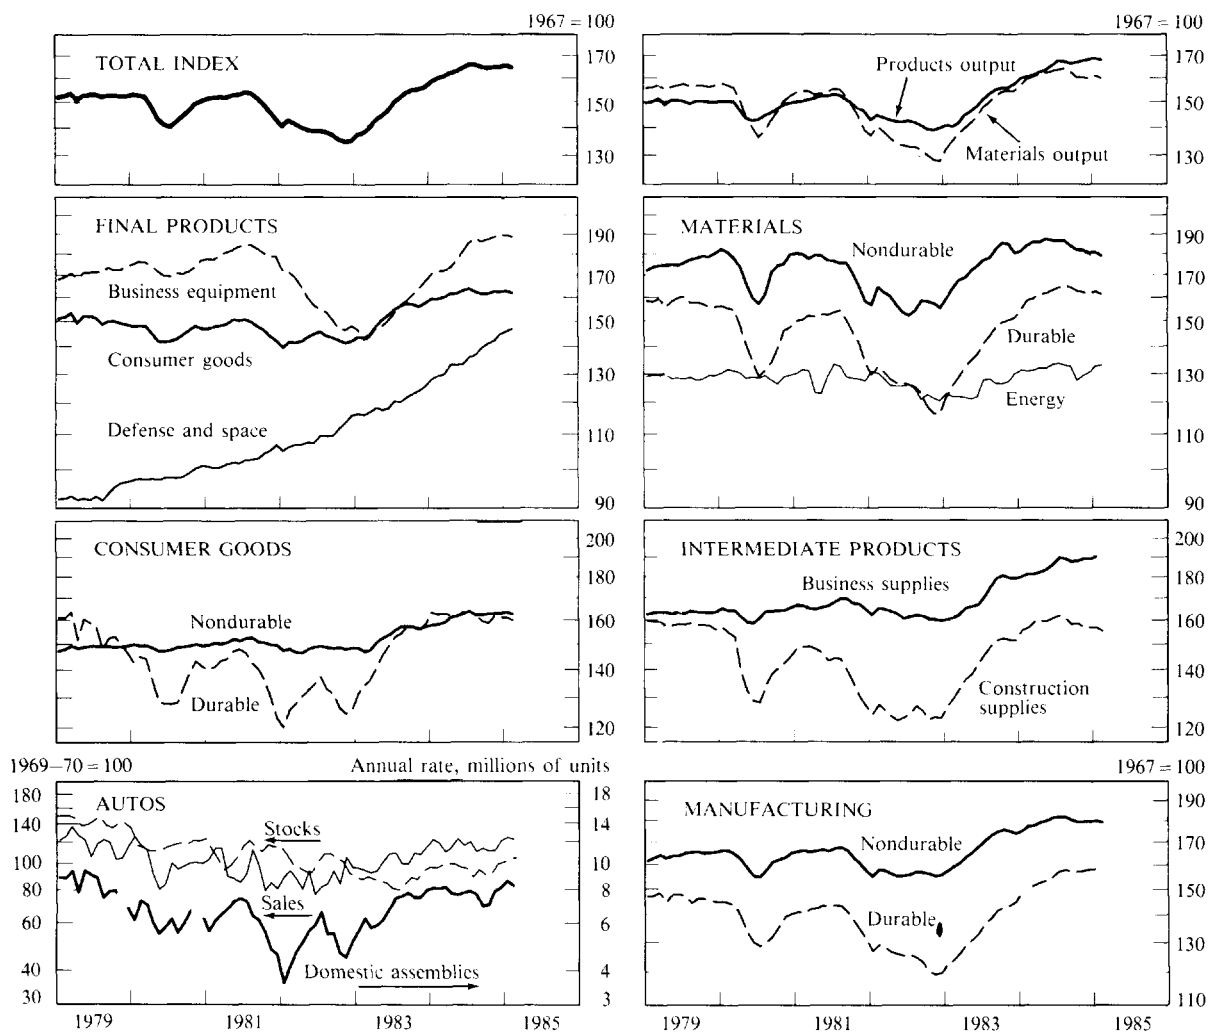 1967 = 100
TOTAL INDEX
170
150
130
1967 = 100
Products output
Materials output
170
150
130
FINAL PRODUCTS
Business equipment
Consumer goods
Defense and space
190
170
150
130
110
90
MATERIALS
Nondurable
Durable
Energy
190
170
150
130
110
90
CONSUMER GOODS
Nondurable
Durable
200
180
160
140
120
INTERMEDIATE PRODUCTS
Business supplies
Construction
supplies
200
180
160
140
120
1969–70 = 100
Annual rate, millions of units
AUTOS
Stocks
Sales
Domestic assemblies
180
140
100
80
60
40
30
18
14
10
8
6
4
3
1979
1981
1983
1985
1967 = 100
MANUFACTURING
Nondurable
Durable
190
170
150
130
110
1979
1981
1983
1985